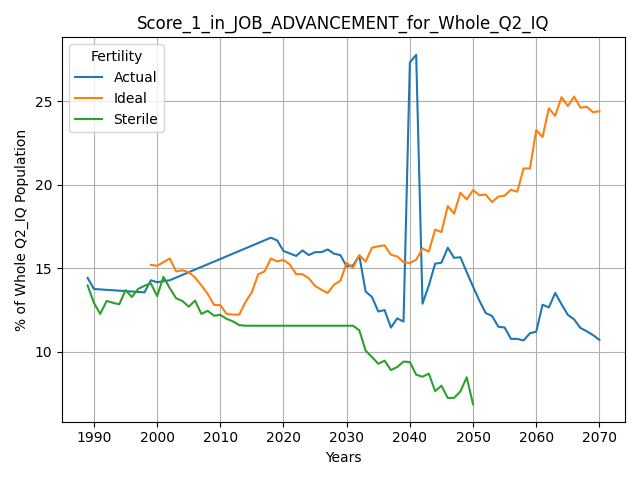 Score_1_in_JOB_ADVANCEMENT_for_Whole_Q2_IQ
Fertility
Actual
Ideal
Sterile
% of Whole Q2_IQ Population
25
20
15
10
1990 2000 2010 2020 2030 2040 2050 2060 2070
Years